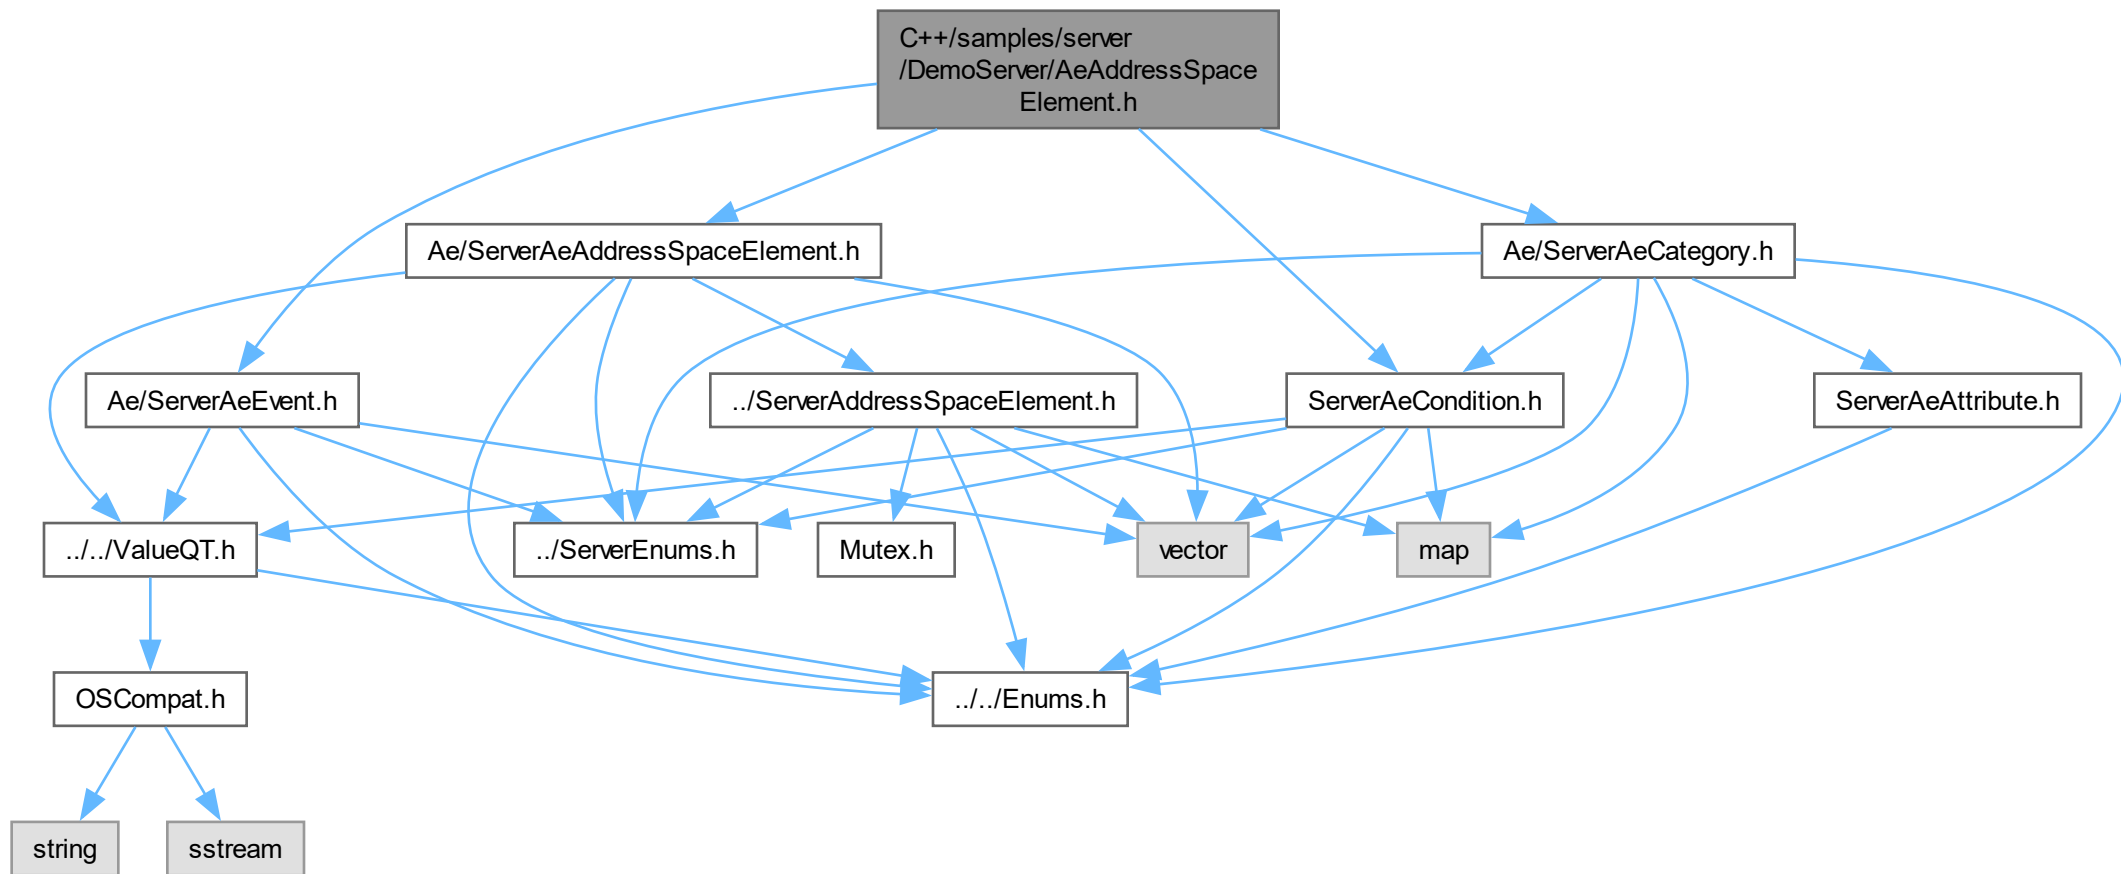 C++/samples/server
/DemoServer/AeAddressSpace
Element.h
Ae/ServerAeAddressSpaceElement.h
Ae/ServerAeCategory.h
Ae/ServerAeEvent.h
../ServerAddressSpaceElement.h
ServerAeCondition.h
ServerAeAttribute.h
../../ValueQT.h
../ServerEnums.h
Mutex.h
vector
map
OSCompat.h
../../Enums.h
string
sstream